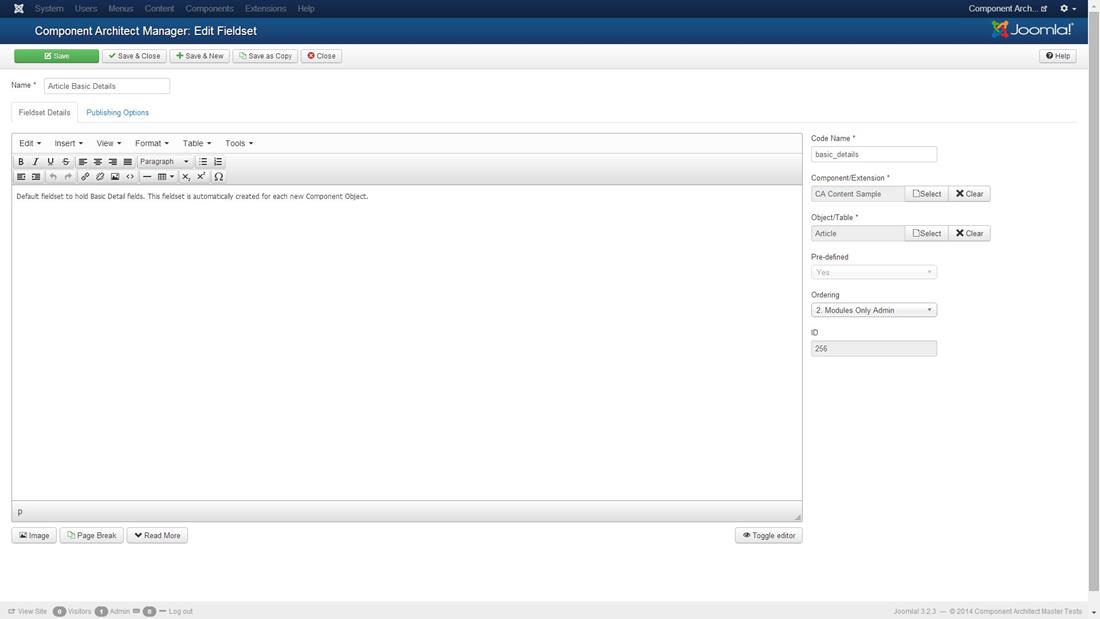 System Users Menus Content Components Extensions Help Component Arch...
Component Architect Manager: Edit Fieldset Joomla!
Save Save & Close Save & New Save as Copy Close Help
Name * Article Basic Details
Fieldset Details Publishing Options
Edit Insert View Format Table Tools
B I U S Paragraph
Default fieldset to hold Basic Detail fields. This fieldset is automatically created for each new Component Object.
p
Image Page Break Read More Toggle editor
Code Name *
basic_details
Component/Extension *
CA Content Sample Select Clear
Object/Table *
Article Select Clear
Pre-defined
Yes
Ordering
2. Modules Only Admin
ID
256
View Site 0 Visitors 1 Admin 0 Log out Joomla! 3.2.3 — © 2014 Component Architect Master Tests